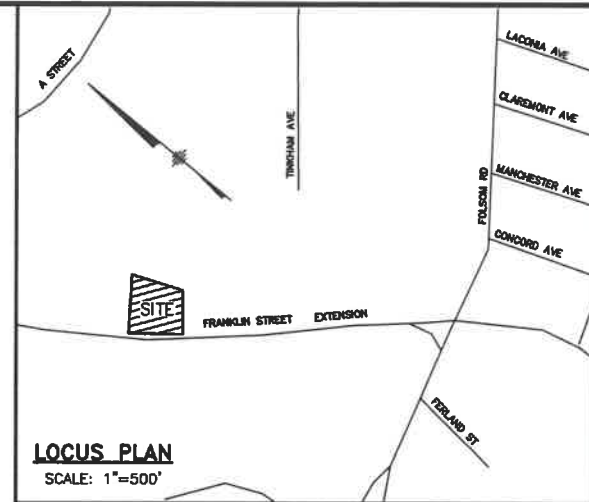 A STREET
TINKHAM AVE
LACONIA AVE
CLAREMONT AVE
MANCHESTER AVE
FOLSOM RD
CONCORD AVE
SITE
FRANKLIN STREET EXTENSION
FERLAND ST
LOCUS PLAN
SCALE: 1"=500'